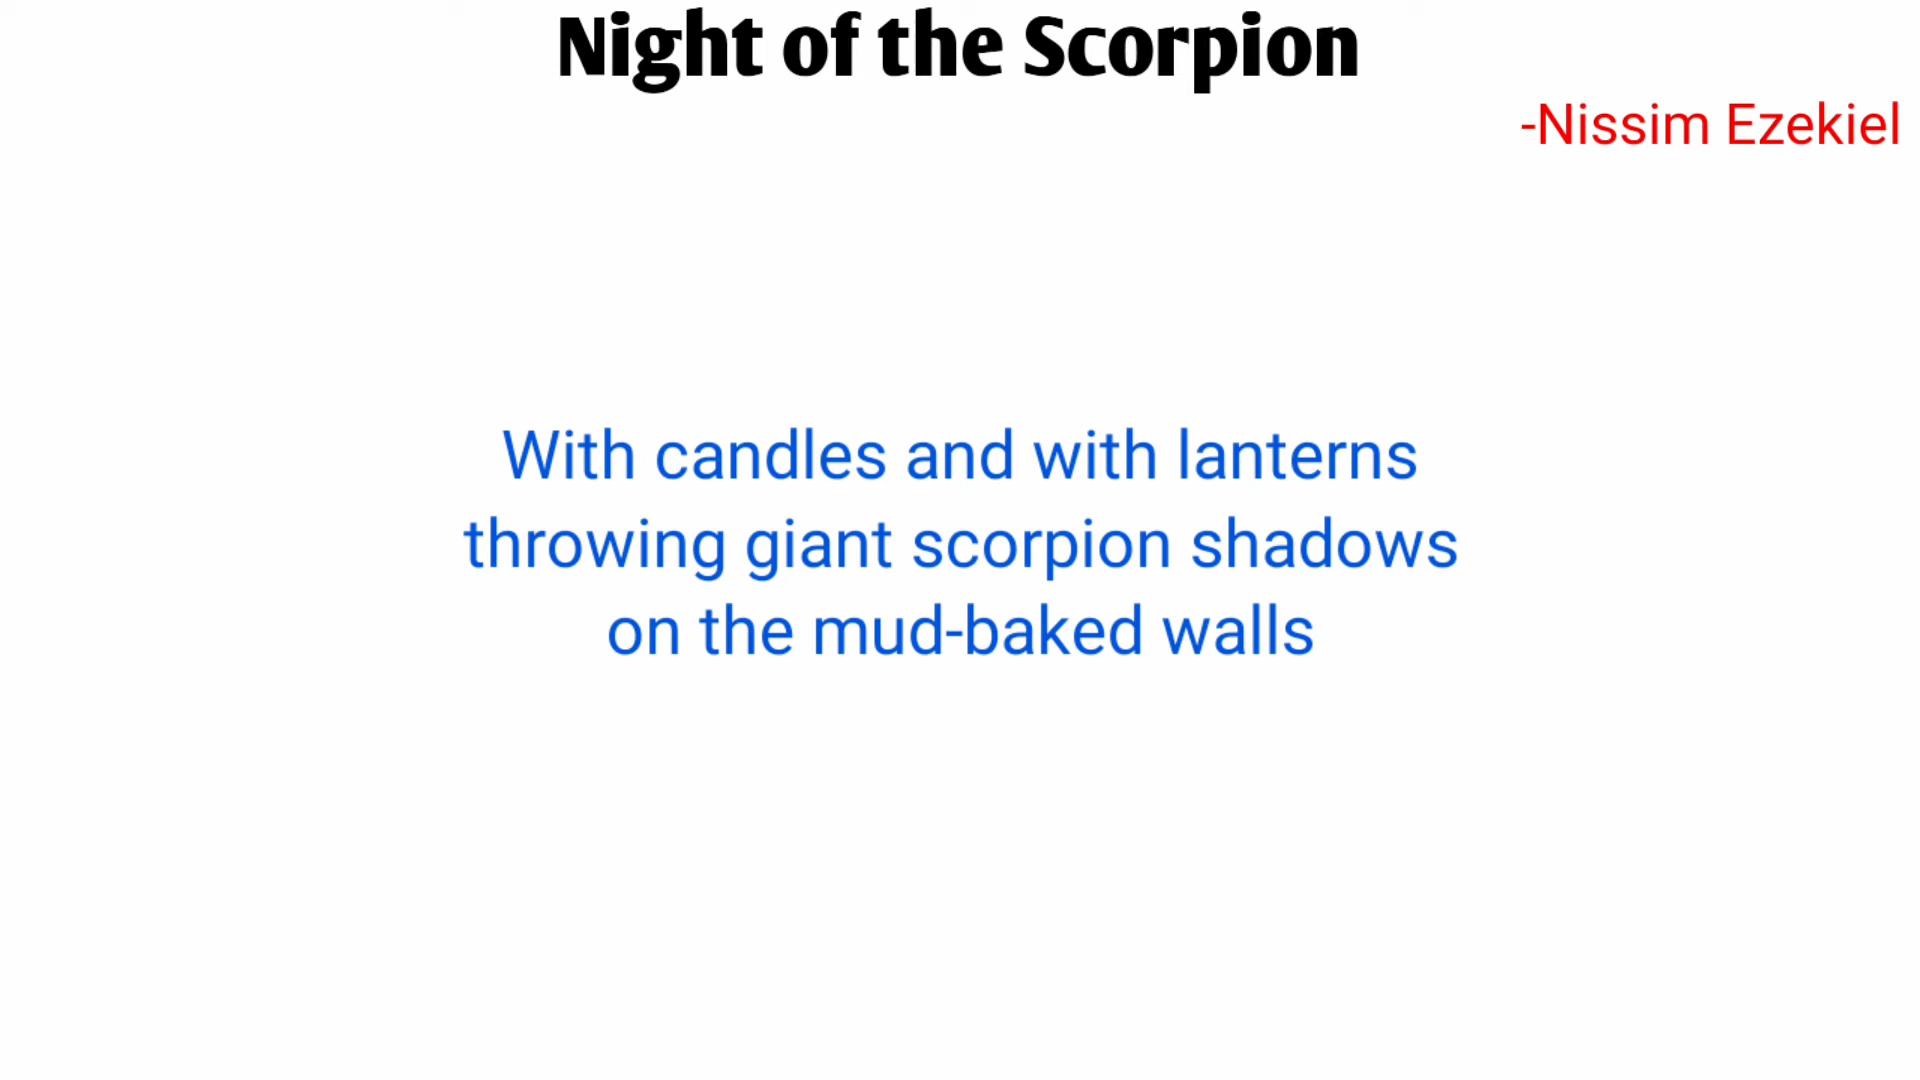 Night of the Scorpion
-Nissim Ezekiel
With candles and with lanterns
throwing giant scorpion shadows
on the mud-baked walls